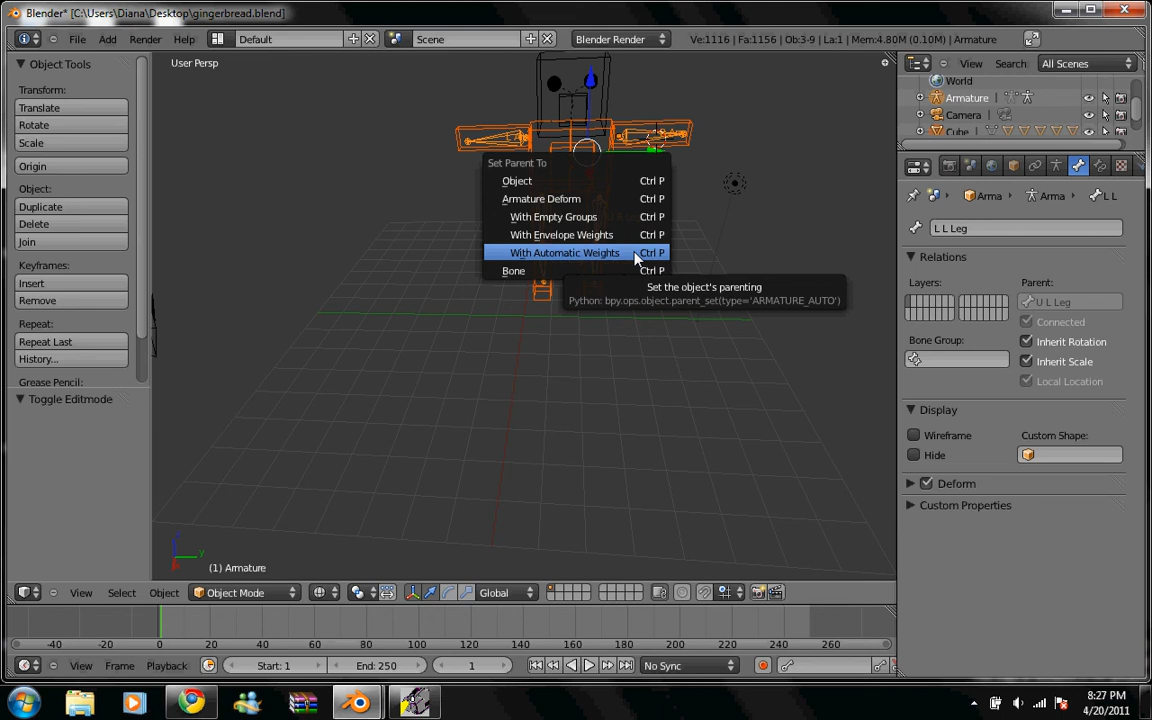 Blender* [C:\Users\Diana\Desktop\gingerbread.blend]
File Add Render Help Default Scene Blender Render Ve:1116 | Fa:1156 | Ob:3-9 | La:1 | Mem:4.80M (0.10M) | Armature
Object Tools
Transform:
Translate
Rotate
Scale
Origin
Object:
Duplicate
Delete
Join
Keyframes:
Insert
Remove
Repeat:
Repeat Last
History...
Grease Pencil:
Toggle Editmode
User Persp
Set Parent To
Object Ctrl P
Armature Deform Ctrl P
With Empty Groups Ctrl P
With Envelope Weights Ctrl P
With Automatic Weights Ctrl P
Bone Ctrl P
Set the object's parenting
Python: bpy.ops.object.parent_set(type='ARMATURE_AUTO')
z
y
(1) Armature
View Select Object Object Mode Global
View Search: All Scenes
World
Armature
Camera
Cube
Arma Arma L L
L L Leg
Relations
Layers: Parent:
U L Leg
Connected
Bone Group: Inherit Rotation
Inherit Scale
Local Location
Display
Wireframe Custom Shape:
Hide
Deform
Custom Properties
-40 -20 0 20 40 60 80 100 120 140 160 180 200 220 240 260
View Frame Playback Start: 1 End: 250 1 No Sync
8:27 PM
4/20/2011